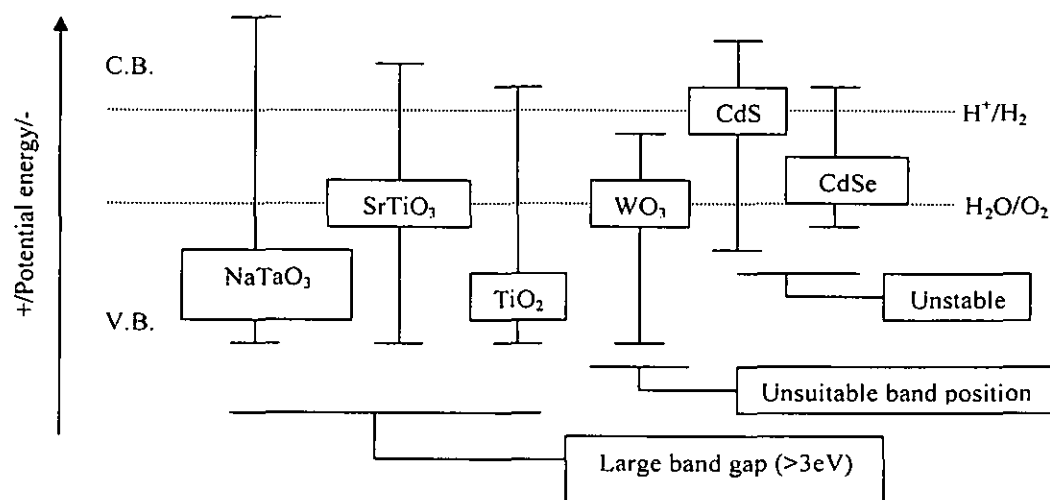 C.B.
CdS
H⁺/H₂
CdSe
SrTiO₃
WO₃
H₂O/O₂
NaTaO₃
TiO₂
Unstable
V.B.
Unsuitable band position
Large band gap (>3eV)
+/Potential energy/-